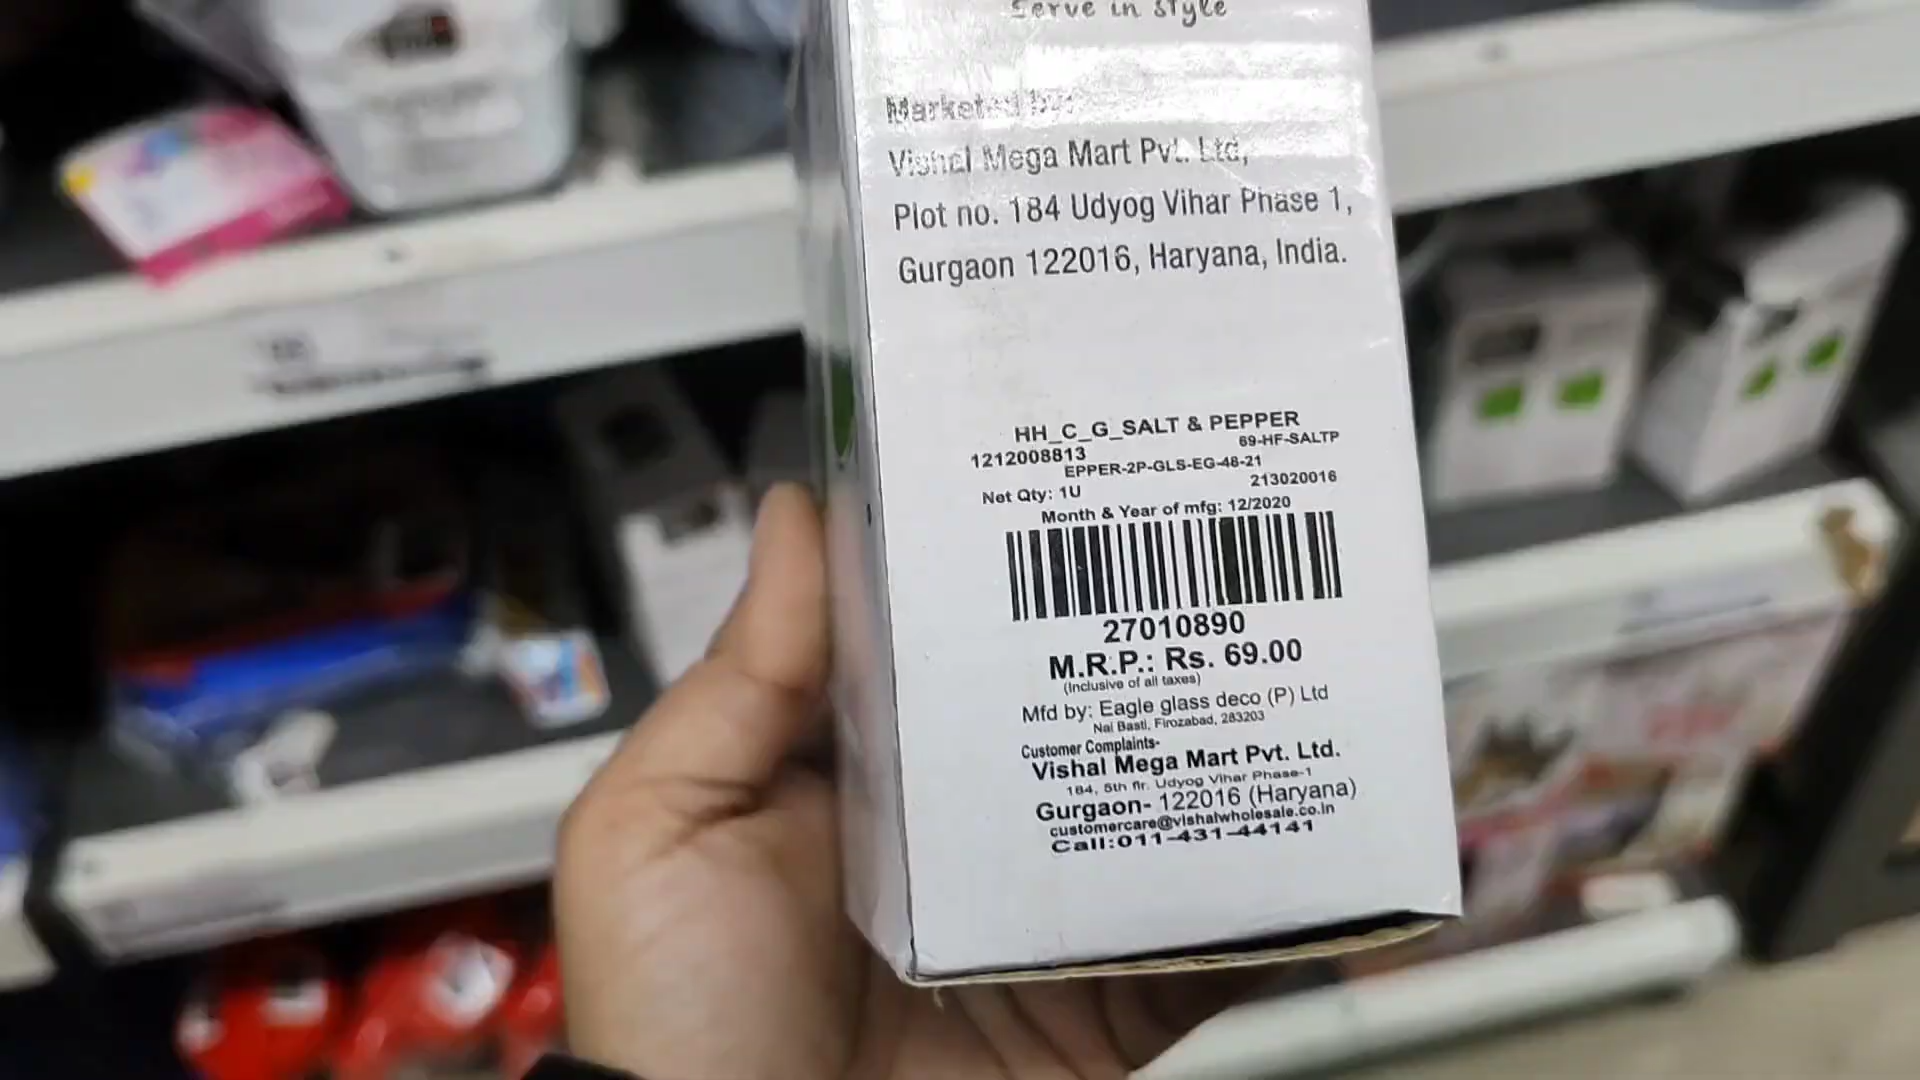 Serve in style
Marketed by:
Vishal Mega Mart Pvt. Ltd,
Plot no. 184 Udyog Vihar Phase 1,
Gurgaon 122016, Haryana, India.
HH_C_G_SALT & PEPPER
1212008813 69-HF-SALTP
EPPER-2P-GLS-EG-48-21
Net Qty: 1U 213020016
Month & Year of mfg: 12/2020
27010890
M.R.P.: Rs. 69.00
(Inclusive of all taxes)
Mfd by: Eagle glass deco (P) Ltd
Nai Basti, Firozabad, 283203
Customer Complaints-
Vishal Mega Mart Pvt. Ltd.
184, 5th flr. Udyog Vihar Phase-1
Gurgaon- 122016 (Haryana)
customercare@vishalwholesale.co.in
Call:011-431-44141